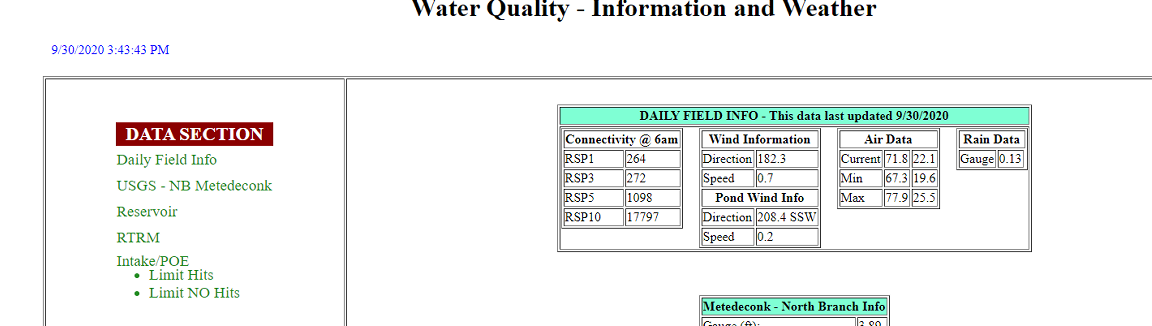 Water Quality - Information and Weather
9/30/2020 3:43:43 PM
DATA SECTION
Daily Field Info
USGS - NB Metedeconk
Reservoir
RTRM
Intake/POE
Limit Hits
Limit NO Hits
DAILY FIELD INFO - This data last updated 9/30/2020
Connectivity @ 6am
RSP1 264
RSP3 272
RSP5 1098
RSP10 17797
Wind Information
Direction 182.3
Speed 0.7
Pond Wind Info
Direction 208.4 SSW
Speed 0.2
Air Data
Current 71.8 22.1
Min 67.3 19.6
Max 77.9 25.5
Rain Data
Gauge 0.13
Metedeconk - North Branch Info
Gauge (ft): 3.89